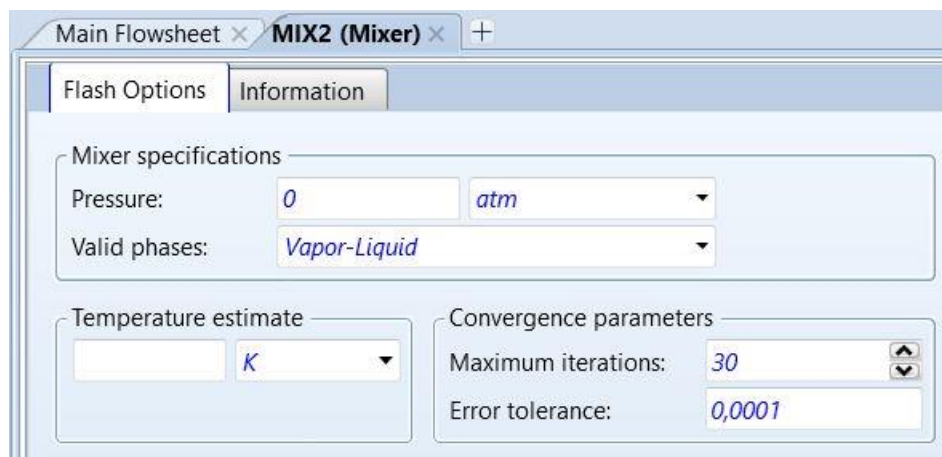 Main Flowsheet × MIX2 (Mixer) × +
Flash Options Information
Mixer specifications
Pressure: 0 atm
Valid phases: Vapor-Liquid
Temperature estimate
K
Convergence parameters
Maximum iterations: 30
Error tolerance: 0,0001